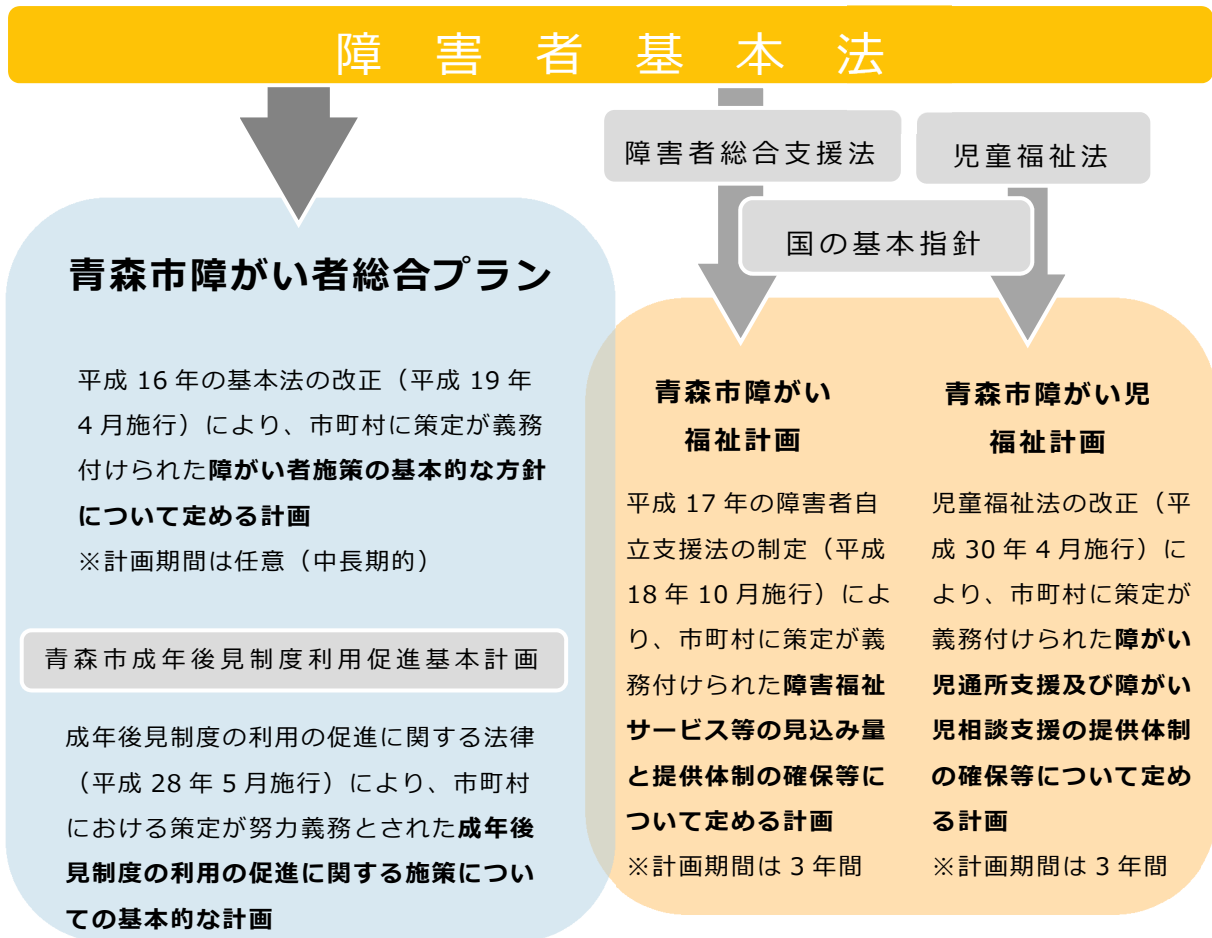 障害者基本法
障害者総合支援法
児童福祉法
国の基本指針
青森市障がい者総合プラン
平成 16 年の基本法の改正（平成 19 年
4 月施行）により、市町村に策定が義務
付けられた障がい者施策の基本的な方針
について定める計画
※計画期間は任意（中長期的）
青森市成年後見制度利用促進基本計画
成年後見制度の利用の促進に関する法律
（平成 28 年 5 月施行）により、市町村
における策定が努力義務とされた成年後
見制度の利用の促進に関する施策につい
ての基本的な計画
青森市障がい
福祉計画
平成 17 年の障害者自
立支援法の制定（平成
18 年 10 月施行）によ
り、市町村に策定が義
務付けられた障害福祉
サービス等の見込み量
と提供体制の確保等に
ついて定める計画
※計画期間は 3 年間
青森市障がい児
福祉計画
児童福祉法の改正（平
成 30 年 4 月施行）に
より、市町村に策定が
義務付けられた障がい
児通所支援及び障がい
児相談支援の提供体制
の確保等について定め
る計画
※計画期間は 3 年間